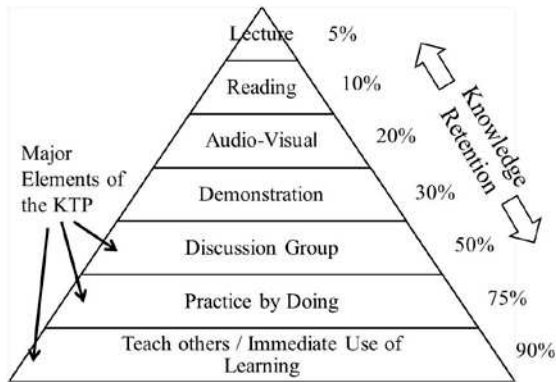 Lecture 5%
Reading 10%
Audio-Visual 20%
Demonstration 30%
Discussion Group 50%
Practice by Doing 75%
Teach others / Immediate Use of
Learning 90%
Major
Elements of
the KTP
Knowledge
Retention